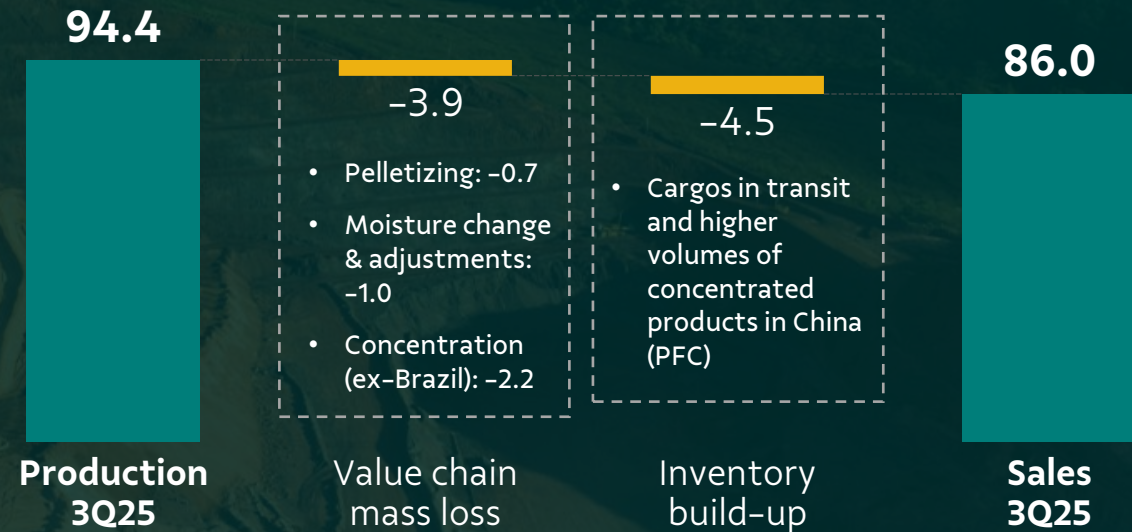 94.4
–3.9
• Pelletizing: –0.7
• Moisture change
& adjustments:
–1.0
• Concentration
(ex–Brazil): –2.2
–4.5
• Cargos in transit
and higher
volumes of
concentrated
products in China
(PFC)
86.0
Production
3Q25
Value chain
mass loss
Inventory
build–up
Sales
3Q25